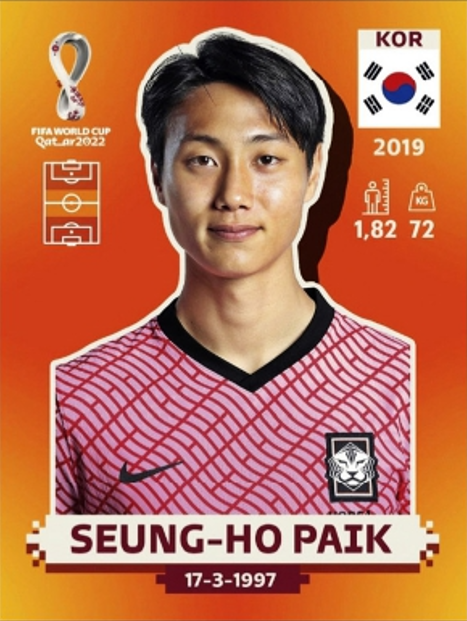 KOR
FIFA WORLD CUP
Qatar2022
2019
KG
1,82 72
SEUNG-HO PAIK
17-3-1997